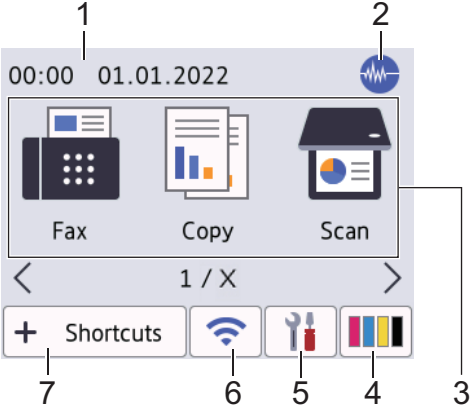 1 2
00:00 01.01.2022
Fax Copy Scan
1 / X
+ Shortcuts
7 6 5 4 3